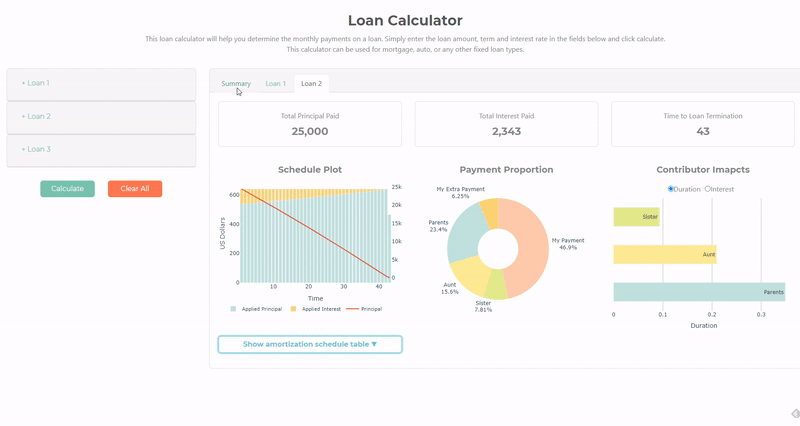 Loan Calculator
This loan calculator will help you determine the monthly payments on a loan. Simply enter the loan amount, term and interest rate in the fields below and click calculate.
This calculator can be used for mortgage, auto, or any other fixed loan types.
+ Loan 1
+ Loan 2
+ Loan 3
Calculate
Clear All
Summary
Loan 1
Loan 2
Total Principal Paid
25,000
Total Interest Paid
2,343
Time to Loan Termination
43
Schedule Plot
US Dollars
600
400
200
0
25k
20k
15k
10k
5k
0
10
20
30
40
Time
Applied Principal
Applied Interest
Principal
Payment Proportion
My Extra Payment
6.25%
Parents
23.4%
My Payment
46.9%
Aunt
15.6%
Sister
7.81%
Contributor Imapcts
Duration
Interest
Sister
Aunt
Parents
0
0.1
0.2
0.3
Duration
Show amortization schedule table ▼